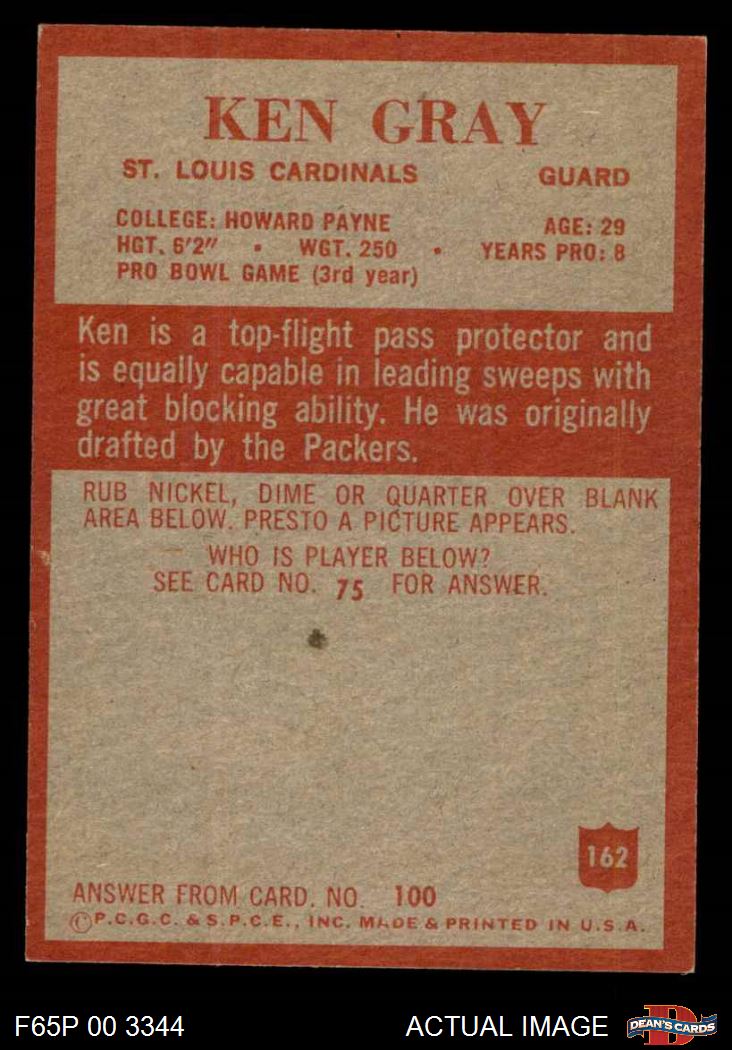 KEN GRAY
ST. LOUIS CARDINALS GUARD
COLLEGE: HOWARD PAYNE AGE: 29
HGT. 6'2" • WGT. 250 • YEARS PRO: 8
PRO BOWL GAME (3rd year)
Ken is a top-flight pass protector and
is equally capable in leading sweeps with
great blocking ability. He was originally
drafted by the Packers.
RUB NICKEL, DIME OR QUARTER OVER BLANK
AREA BELOW. PRESTO A PICTURE APPEARS.
WHO IS PLAYER BELOW?
SEE CARD NO. 75 FOR ANSWER.
162
ANSWER FROM CARD. NO. 100
©P.C.G.C. & S.P.C.E., INC. MADE & PRINTED IN U.S.A.
F65P 00 3344 ACTUAL IMAGE D DEAN'S CARDS